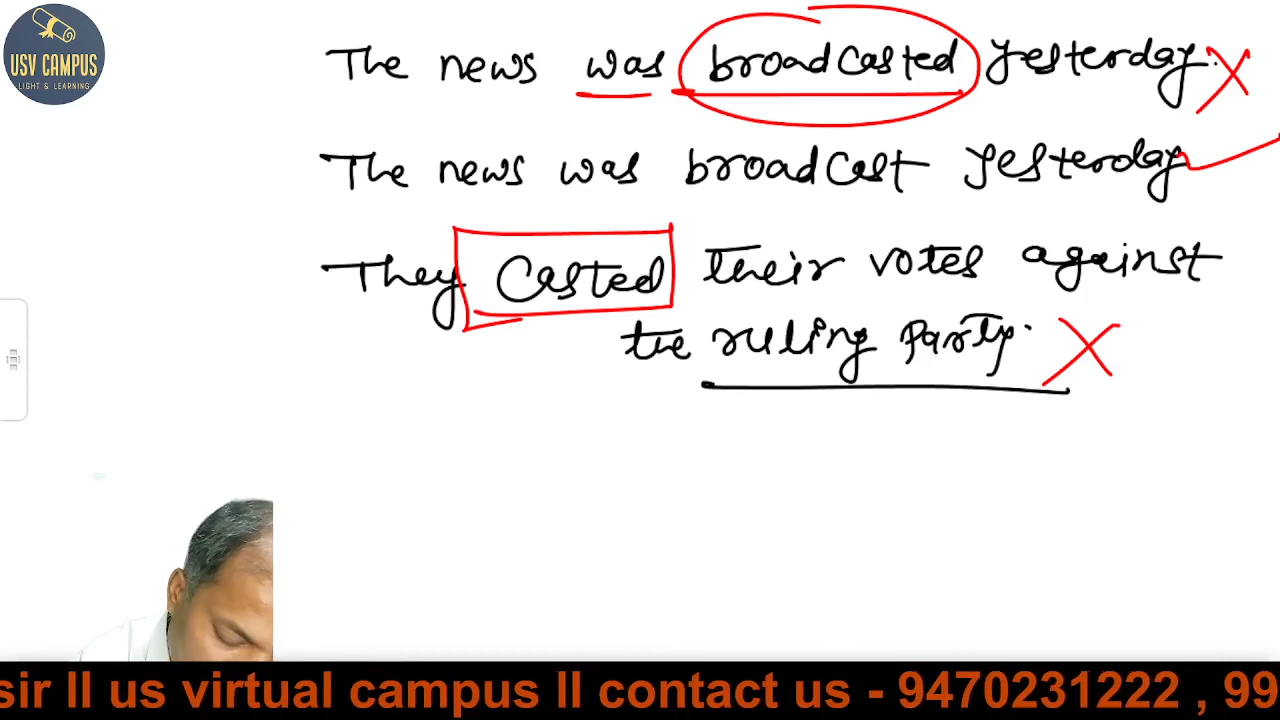 USV CAMPUS
LIGHT & LEARNING
The news was broadcasted yesterday.
The news was broadcast yesterday
They casted their votes against
the ruling party.
sir ll us virtual campus ll contact us - 9470231222 , 99